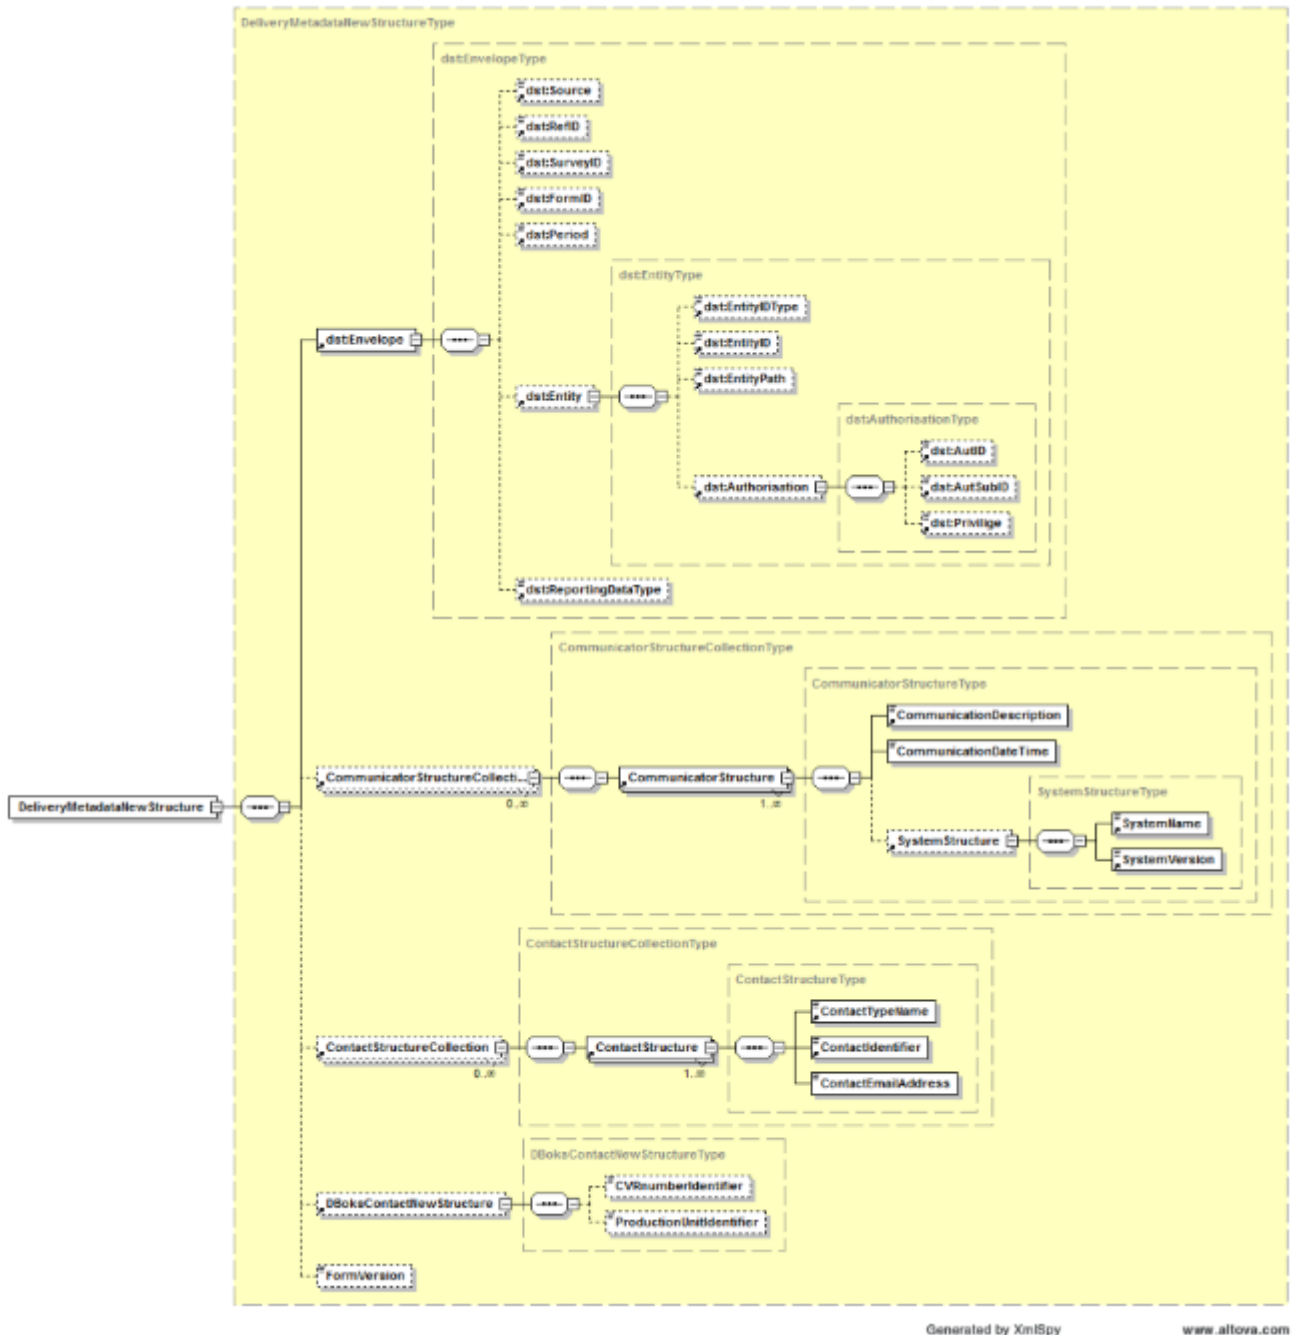 DeliveryMetadataNewStructureType
dst:EnvelopeType
dst:Source
dst:RefID
dst:SurveyID
dst:FormID
dst:Period
dst:EntityType
dst:EntityIDType
dst:Envelope
dst:EntityID
dst:EntityPath
dst:Entity
dst:AuthorisationType
dst:AutID
dst:Authorisation
dst:AutSubID
dst:Privilige
dst:ReportingDataType
CommunicatorStructureCollectionType
CommunicatorStructureType
CommunicationDescription
CommunicationDateTime
CommunicatorStructureCollecti...
CommunicatorStructure
0..∞
1..∞
SystemStructureType
DeliveryMetadataNewStructure
SystemName
SystemStructure
SystemVersion
ContactStructureCollectionType
ContactStructureType
ContactTypeName
ContactStructureCollection
ContactStructure
ContactIdentifier
0..∞
1..∞
ContactEmailAddress
DBoksContactNewStructureType
CVRnumberIdentifier
DBoksContactNewStructure
ProductionUnitIdentifier
FormVersion
Generated by XmlSpy
www.altova.com